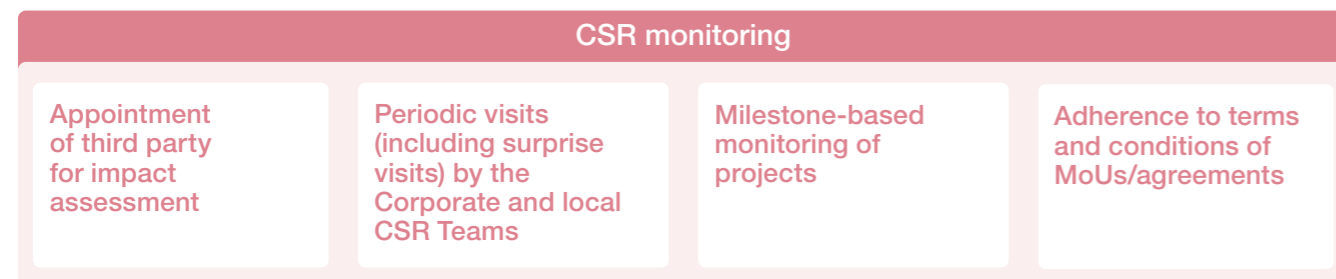 CSR monitoring
Appointment
of third party
for impact
assessment
Periodic visits
(including surprise
visits) by the
Corporate and local
CSR Teams
Milestone-based
monitoring of
projects
Adherence to terms
and conditions of
MoUs/agreements